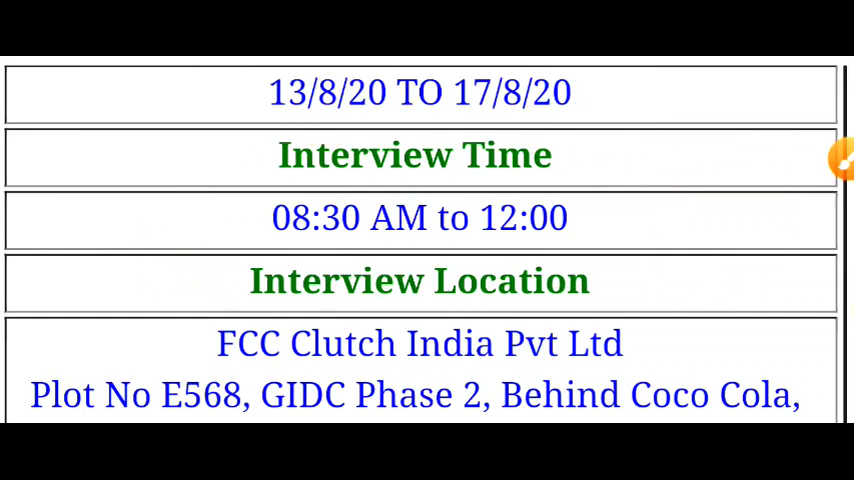 13/8/20 TO 17/8/20
Interview Time
08:30 AM to 12:00
Interview Location
FCC Clutch India Pvt Ltd
Plot No E568, GIDC Phase 2, Behind Coco Cola,